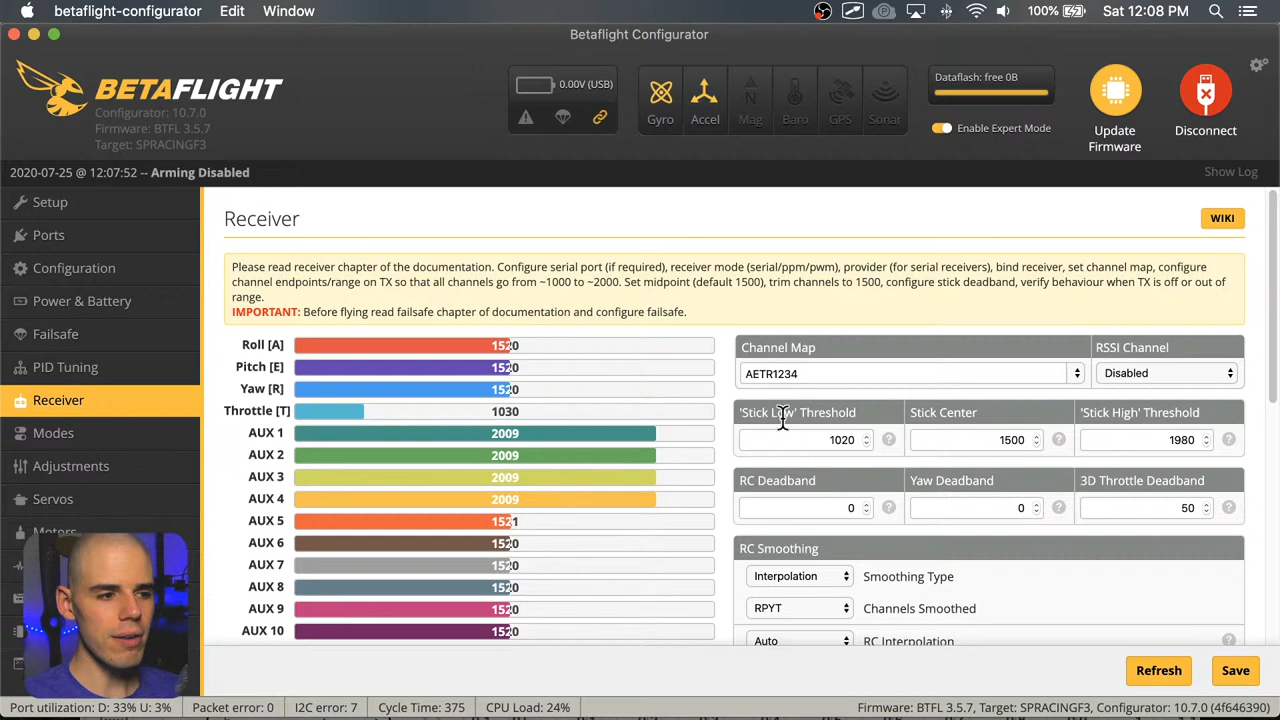 betaflight-configurator Edit Window 100% Sat 12:08 PM
Betaflight Configurator
BETAFLIGHT
Configurator: 10.7.0
Firmware: BTFL 3.5.7
Target: SPRACINGF3
0.00V (USB)
Gyro Accel Mag Baro GPS Sonar
Dataflash: free 0B
Enable Expert Mode
Update Firmware
Disconnect
2020-07-25 @ 12:07:52 -- Arming Disabled
Show Log
Setup
Ports
Configuration
Power & Battery
Failsafe
PID Tuning
Receiver
Modes
Adjustments
Servos
Motors
Receiver
WIKI
Please read receiver chapter of the documentation. Configure serial port (if required), receiver mode (serial/ppm/pwm), provider (for serial receivers), bind receiver, set channel map, configure
channel endpoints/range on TX so that all channels go from ~1000 to ~2000. Set midpoint (default 1500), trim channels to 1500, configure stick deadband, verify behaviour when TX is off or out of
range.
IMPORTANT: Before flying read failsafe chapter of documentation and configure failsafe.
Roll [A] 1520
Pitch [E] 1520
Yaw [R] 1520
Throttle [T] 1030
AUX 1 2009
AUX 2 2009
AUX 3 2009
AUX 4 2009
AUX 5 1521
AUX 6 1520
AUX 7 1520
AUX 8 1520
AUX 9 1520
AUX 10 1520
Channel Map RSSI Channel
AETR1234 Disabled
'Stick Low' Threshold Stick Center 'Stick High' Threshold
1020 1500 1980
RC Deadband Yaw Deadband 3D Throttle Deadband
0 0 50
RC Smoothing
Interpolation Smoothing Type
RPYT Channels Smoothed
Auto RC Interpolation
Refresh Save
Port utilization: D: 33% U: 3% Packet error: 0 I2C error: 7 Cycle Time: 375 CPU Load: 24% Firmware: BTFL 3.5.7, Target: SPRACINGF3, Configurator: 10.7.0 (4f646390)